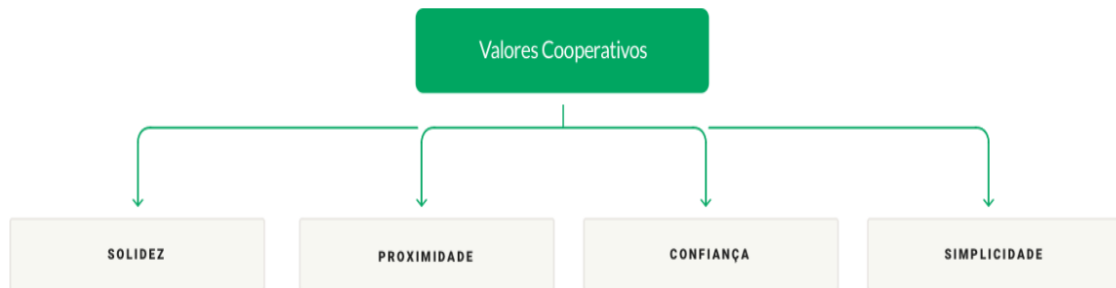 Valores Cooperativos
SOLIDEZ
PROXIMIDADE
CONFIANÇA
SIMPLICIDADE